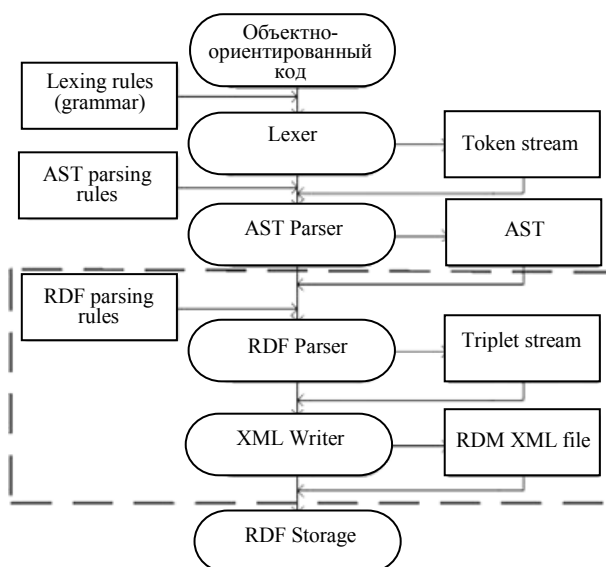 Объектно-
ориентированный
код
Lexing rules
(grammar)
Lexer
Token stream
AST parsing
rules
AST Parser
AST
RDF parsing
rules
RDF Parser
Triplet stream
XML Writer
RDM XML file
RDF Storage